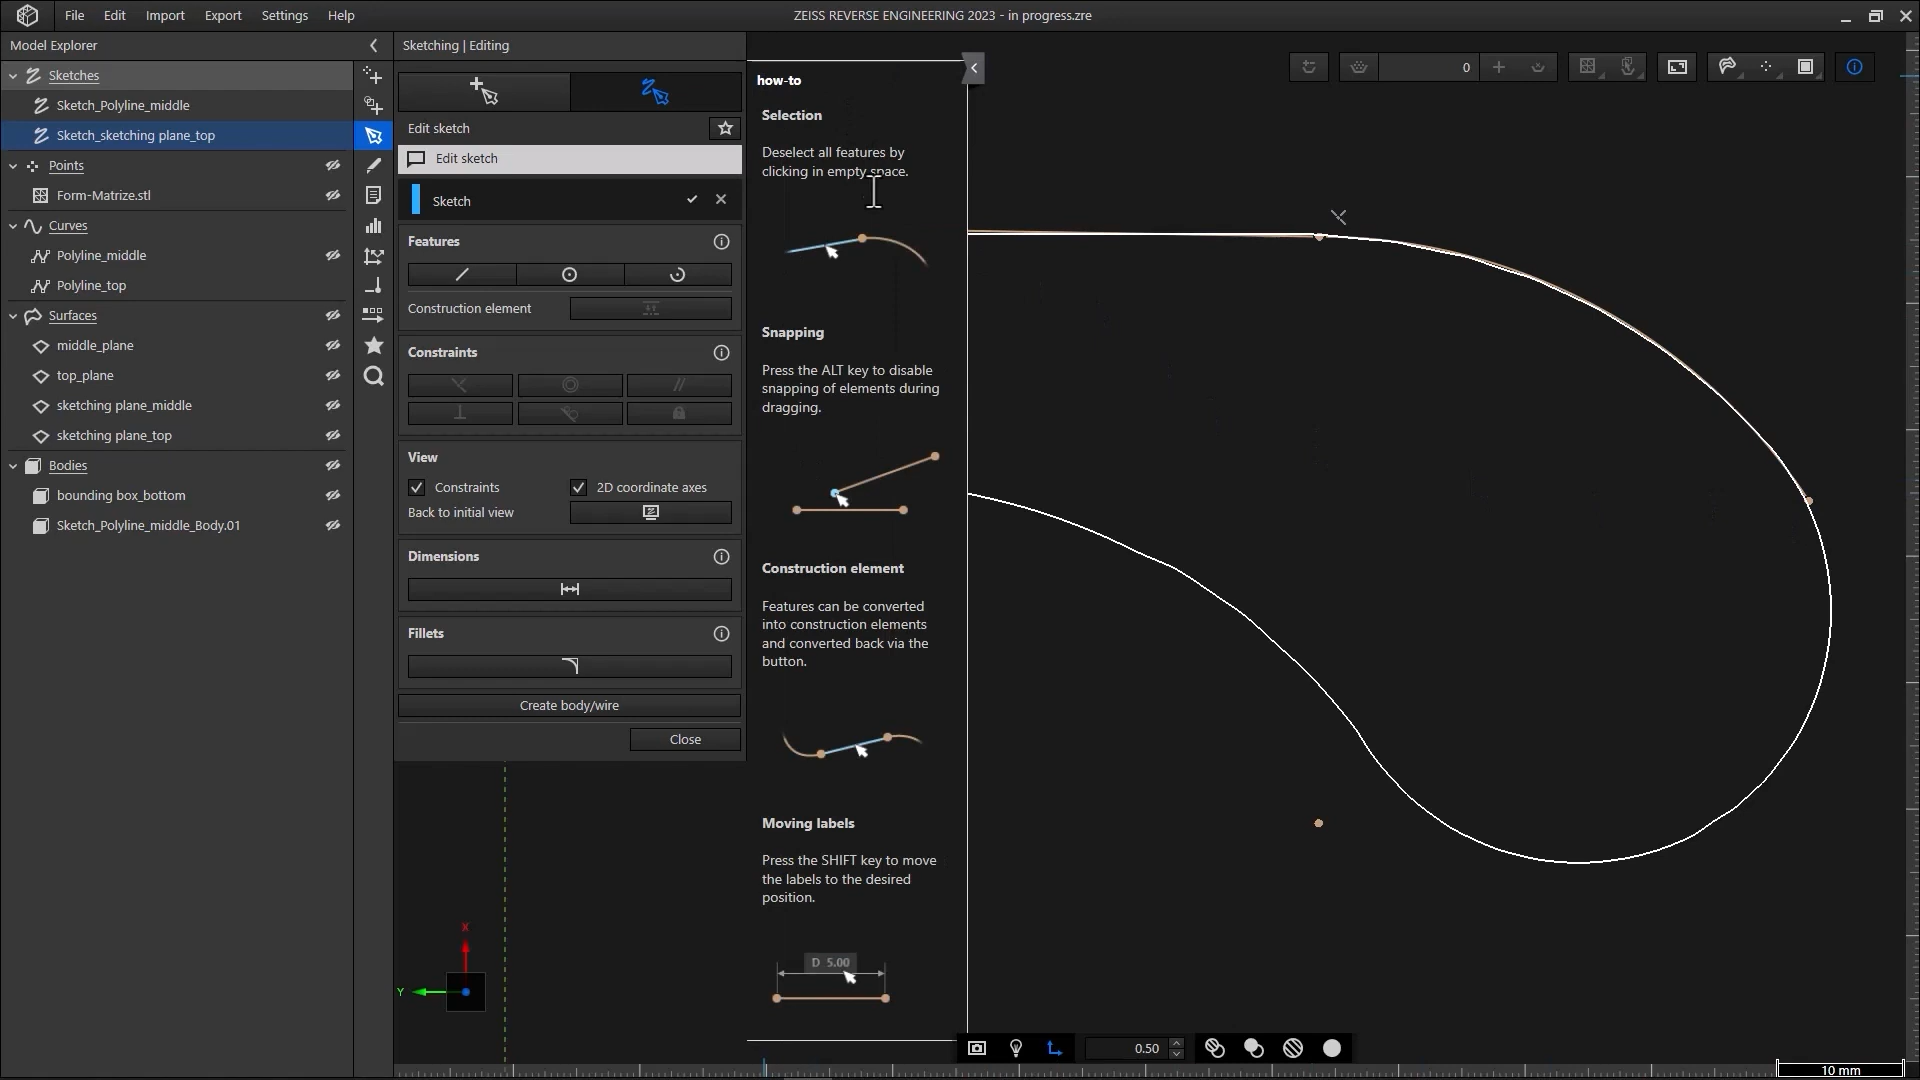 File Edit Import Export Settings Help
ZEISS REVERSE ENGINEERING 2023 - in progress.zre
Model Explorer
Sketches
Sketch_Polyline_middle
Sketch_sketching plane_top
Points
Form-Matrize.stl
Curves
Polyline_middle
Polyline_top
Surfaces
middle_plane
top_plane
sketching plane_middle
sketching plane_top
Bodies
bounding box_bottom
Sketch_Polyline_middle_Body.01
Sketching | Editing
Edit sketch
Edit sketch
Sketch
Features
Construction element
Constraints
View
Constraints
2D coordinate axes
Back to initial view
Dimensions
Fillets
Create body/wire
Close
how-to
Selection
Deselect all features by
clicking in empty space.
Snapping
Press the ALT key to disable
snapping of elements during
dragging.
Construction element
Features can be converted
into construction elements
and converted back via the
button.
Moving labels
Press the SHIFT key to move
the labels to the desired
position.
D 5.00
0
X
Y
0.50
10 mm